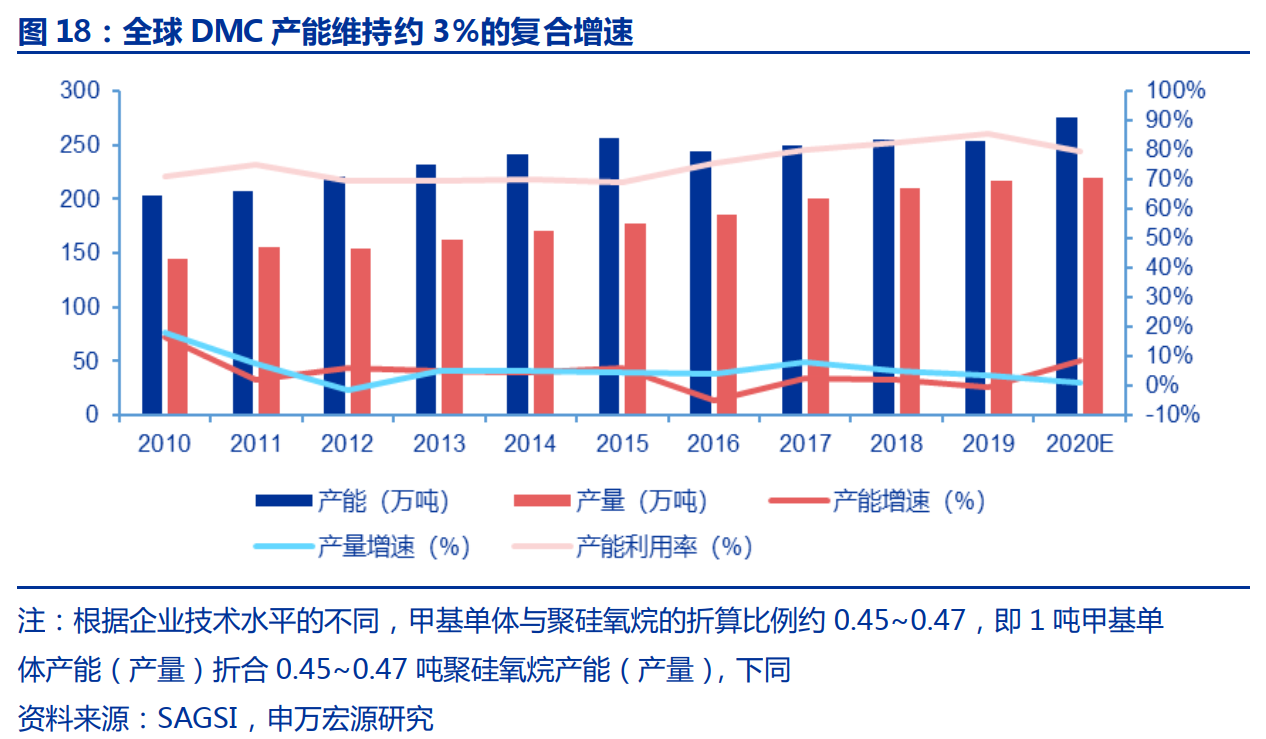 图 18：全球 DMC 产能维持约 3%的复合增速
300
250
200
150
100
50
0
100%
90%
80%
70%
60%
50%
40%
30%
20%
10%
0%
-10%
2010 2011 2012 2013 2014 2015 2016 2017 2018 2019 2020E
产能（万吨） 产量（万吨） 产能增速（%）
产量增速（%） 产能利用率（%）
注：根据企业技术水平的不同，甲基单体与聚硅氧烷的折算比例约 0.45~0.47，即 1 吨甲基单
体产能（产量）折合 0.45~0.47 吨聚硅氧烷产能（产量），下同
资料来源：SAGSI，申万宏源研究